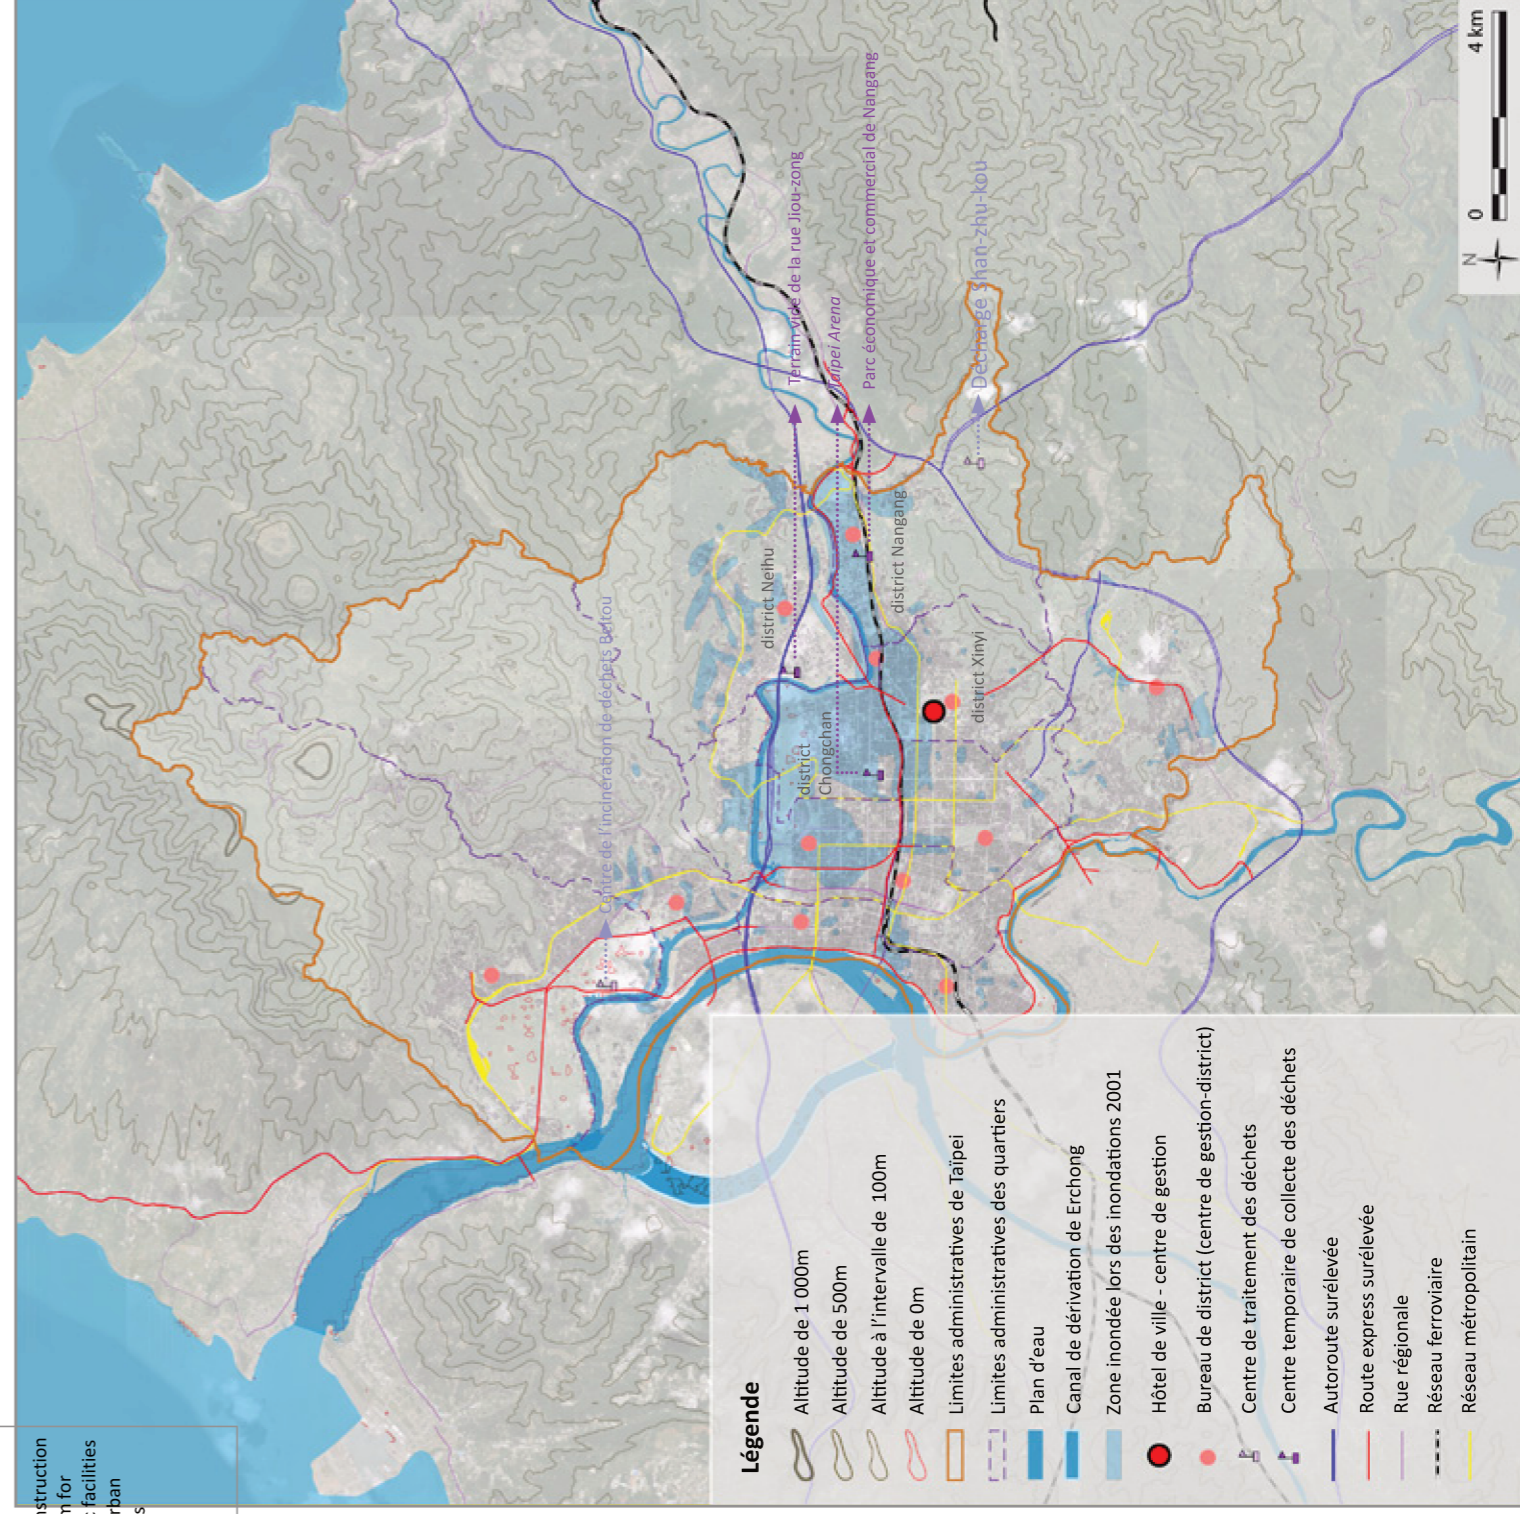 nstruction
m for
facilities
rban
s
Légende
Altitude de 1 000m
Altitude de 500m
Altitude à l'intervalle de 100m
Altitude de 0m
Limites administratives de Taïpei
Limites administratives des quartiers
Plan d'eau
Canal de dérivation de Erchong
Zone inondée lors des inondations 2001
Hôtel de ville - centre de gestion
Bureau de district (centre de gestion-district)
Centre de traitement des déchets
Centre temporaire de collecte des déchets
Autoroute surélevée
Route express surélevée
Rue régionale
Réseau ferroviaire
Réseau métropolitain
Centre de l'incinération de déchets Beitou
district Neihu
Terrain vide de la rue Jiou-zong
district
Chongchan
Taipei Arena
Parc économique et commercial de Nangang
district Nangang
district Xinyi
Décharge Shan-zhu-kou
N
0 4 km